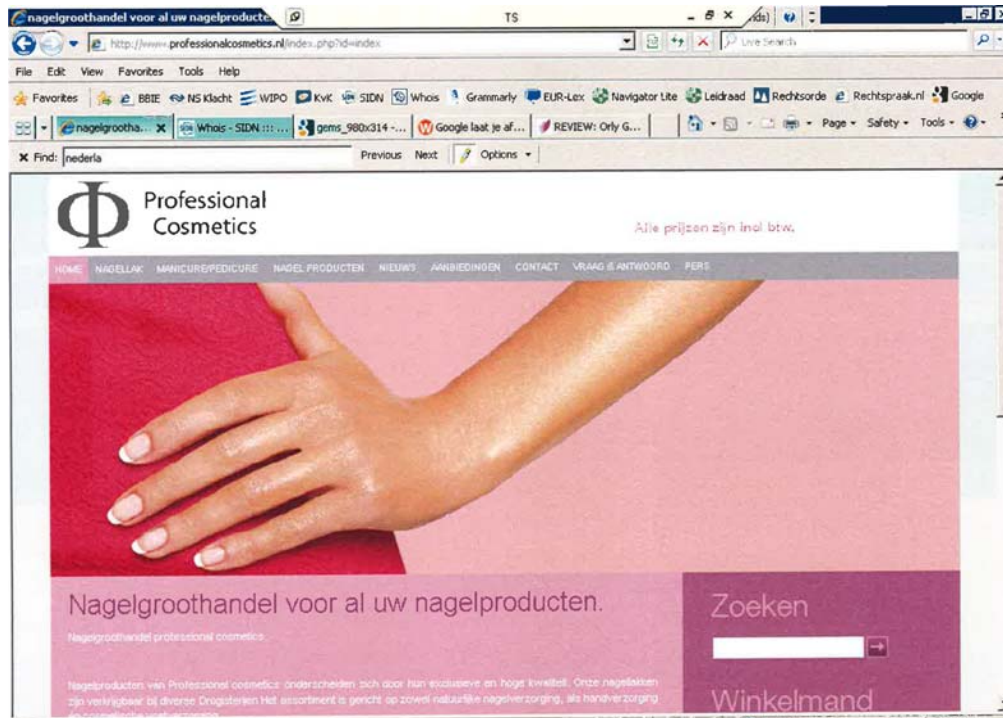 nagelgroothandel voor al uw nagelproducte...
TS
http://www.professionalcosmetics.nl/index.php?id=index
Live Search
File Edit View Favorites Tools Help
Favorites BBIE NS Klacht WIPO KvK SIDN Whois Grammarly EUR-Lex Navigator Lite Leidraad Rechtsorde Rechtspraak.nl Google
nagelgrootha... Whois - SIDN ::: ... gems_980x314 -... Google laat je af... REVIEW: Orly G... Page Safety Tools
Find: nederla Previous Next Options
Professional
Cosmetics
Alle prijzen zijn incl btw.
HOME NAGELLAK MANICURE/PEDICURE NAGEL PRODUCTEN NIEUWS AANBIEDINGEN CONTACT VRAAG & ANTWOORD PERS
Nagelgroothandel voor al uw nagelproducten.
Zoeken
Nagelgroothandel professional cosmetics.
Nagelproducten van Professional cosmetics onderscheiden zich door hun exclusieve en hoge kwaliteit. Onze nagellakken
zijn verkrijgbaar bij diverse Drogisterijen Het assortiment is gericht op zowel natuurlijke nagelverzorging, als handverzorging
Winkelmand